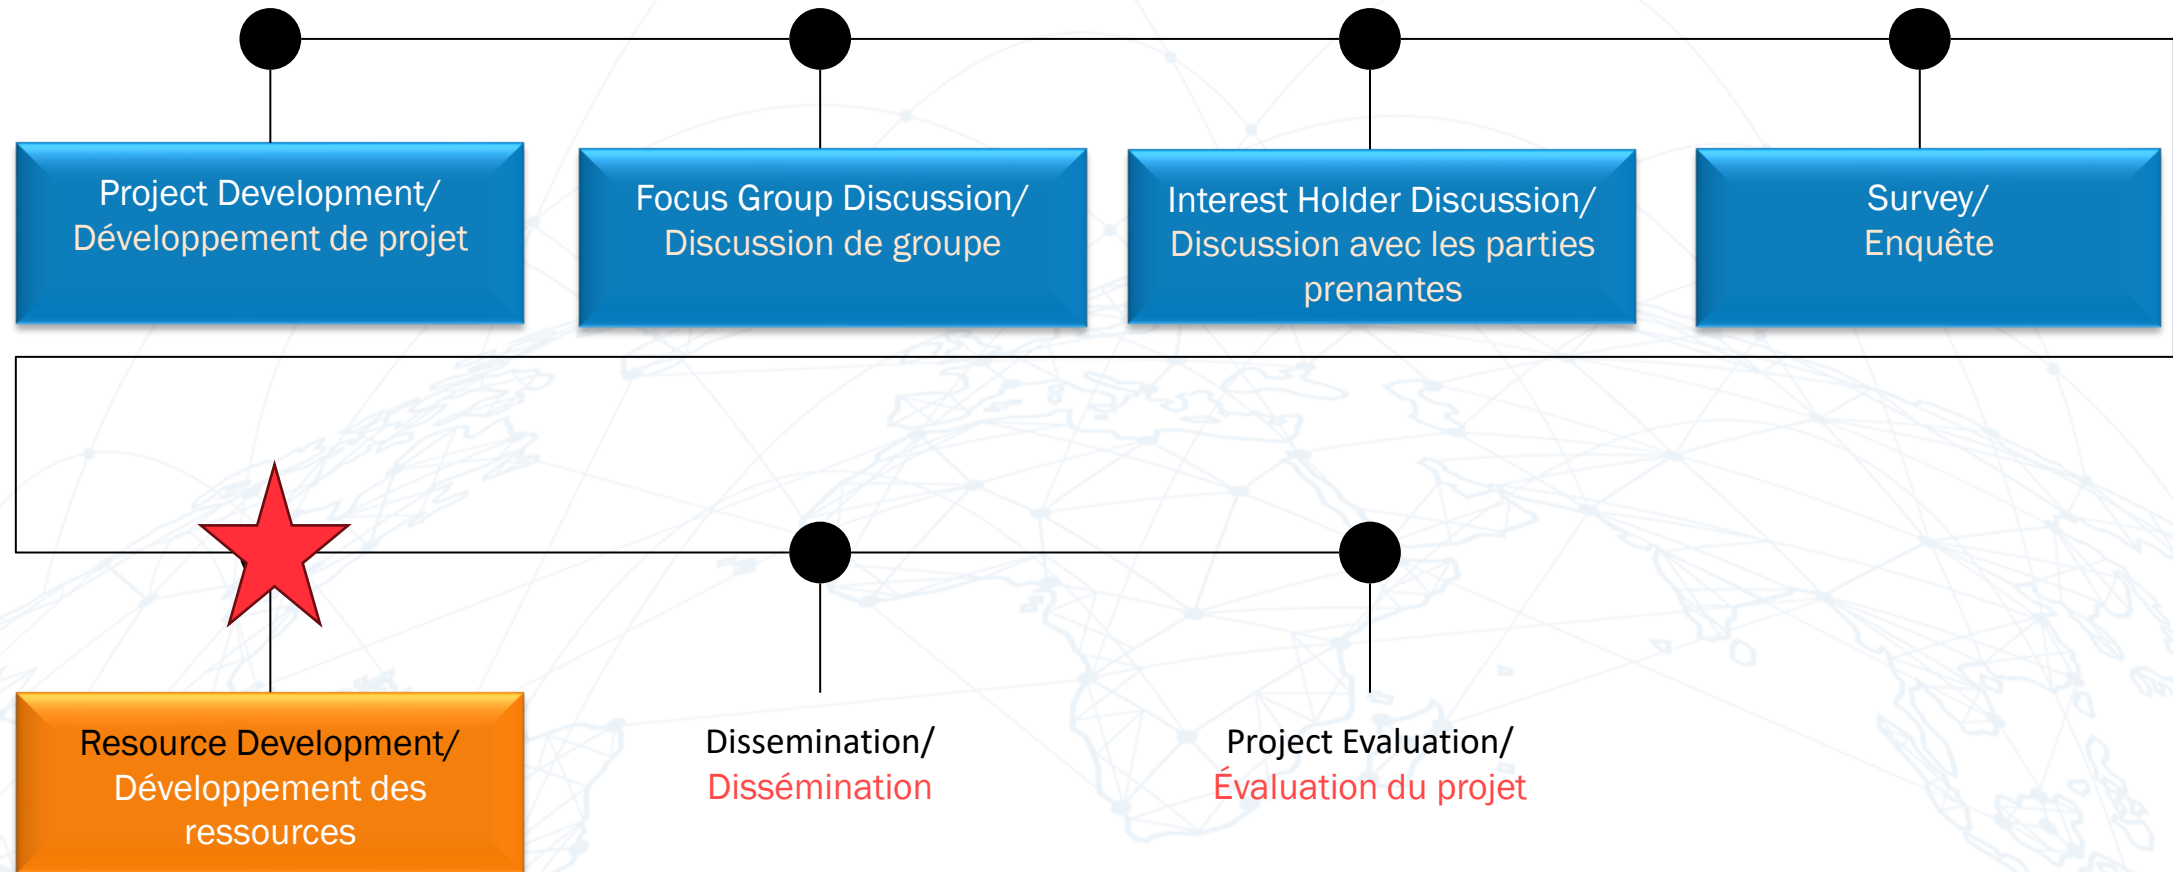 Project Development/
Développement de projet
Focus Group Discussion/
Discussion de groupe
Interest Holder Discussion/
Discussion avec les parties
prenantes
Survey/
Enquête
Resource Development/
Développement des
ressources
Dissemination/
Dissémination
Project Evaluation/
Évaluation du projet